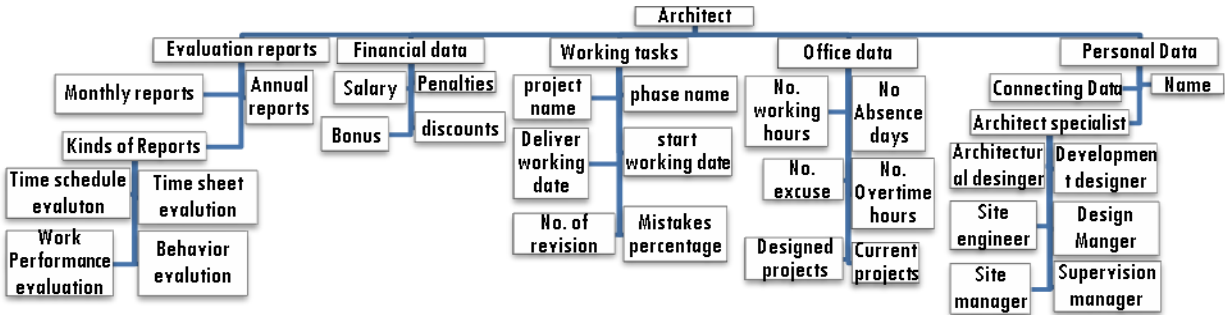 Architect
Evaluation reports
Financial data
Working tasks
Office data
Personal Data
Monthly reports
Annual
reports
Kinds of Reports
Time schedule
evaluton
Time sheet
evalution
Work
Performance
evaluation
Behavior
evalution
Salary
Penalties
Bonus
discounts
project
name
phase name
Deliver
working
date
start
working date
No. of
revision
Mistakes
percentage
No.
working
hours
No
Absence
days
No.
excuse
No.
Overtime
hours
Designed
projects
Current
projects
Connecting Data
Name
Architect specialist
Architectur
al desinger
Developmen
t designer
Site
engineer
Design
Manger
Site
manager
Supervision
manager